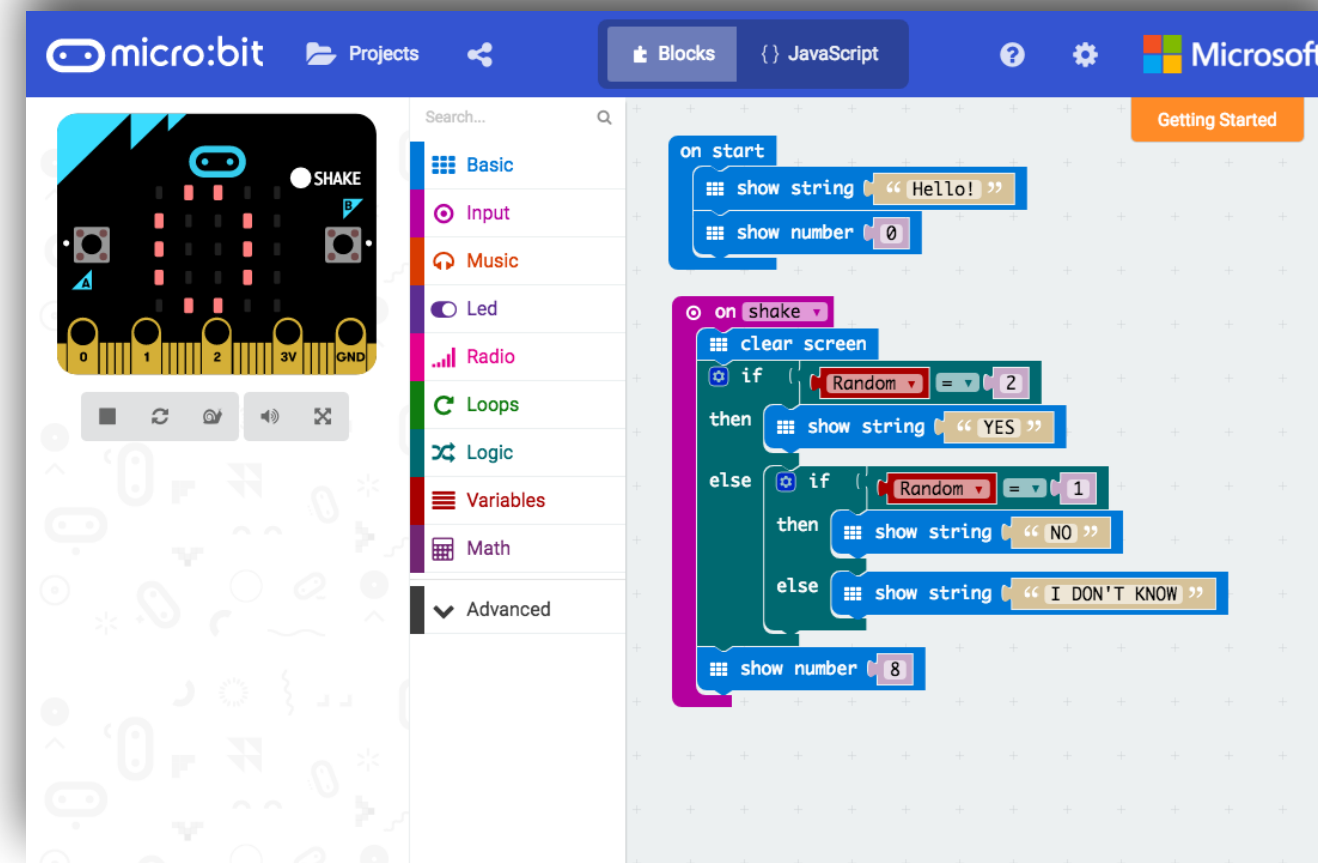 micro:bit Projects Blocks {} JavaScript ? Microsoft
SHAKE
B
A
0 1 2 3V GND
Search...
Basic
Input
Music
Led
Radio
Loops
Logic
Variables
Math
Advanced
Getting Started
on start
show string “ Hello! ”
show number 0
on shake
clear screen
if Random = 2
then show string “ YES ”
else if Random = 1
then show string “ NO ”
else show string “ I DON'T KNOW ”
show number 8